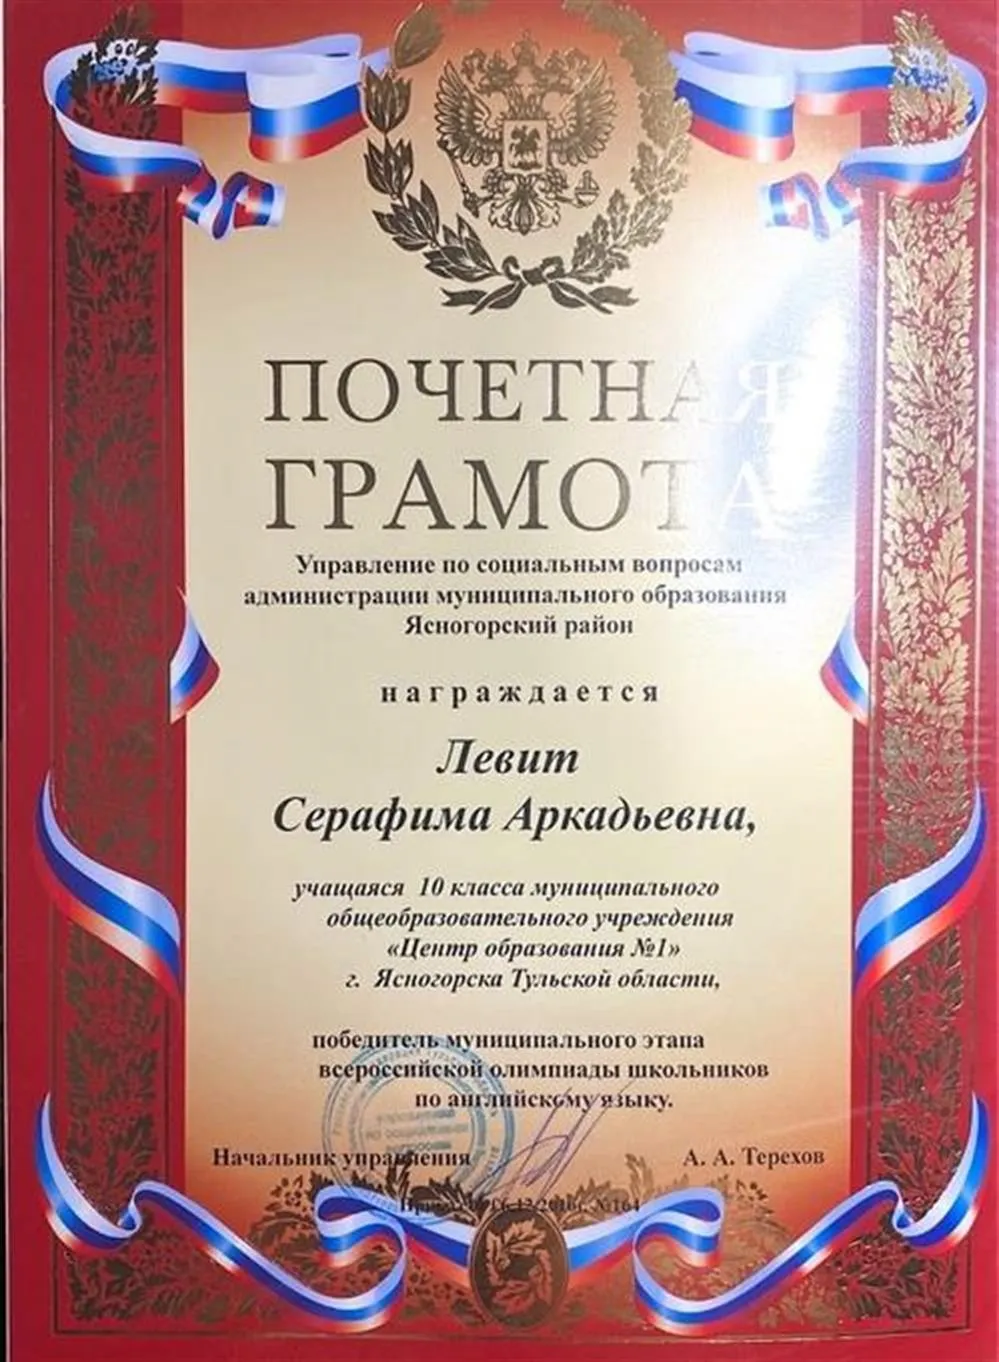 ПОЧЕТНАЯ
ГРАМОТА
Управление по социальным вопросам
администрации муниципального образования
Ясногорский район
награждается
Левит
Серафима Аркадьевна,
учащаяся 10 класса муниципального
общеобразовательного учреждения
«Центр образования №1»
г. Ясногорска Тульской области,
победитель муниципального этапа
всероссийской олимпиады школьников
по английскому языку.
Начальник управления А. А. Терехов
№164